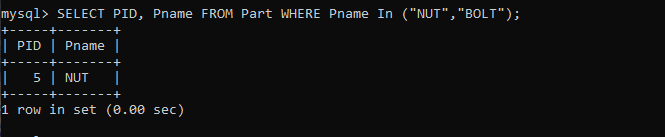 mysql> SELECT PID, Pname FROM Part WHERE Pname In ("NUT","BOLT");
+-----+-------+
| PID | Pname |
+-----+-------+
|   5 | NUT   |
+-----+-------+
1 row in set (0.00 sec)